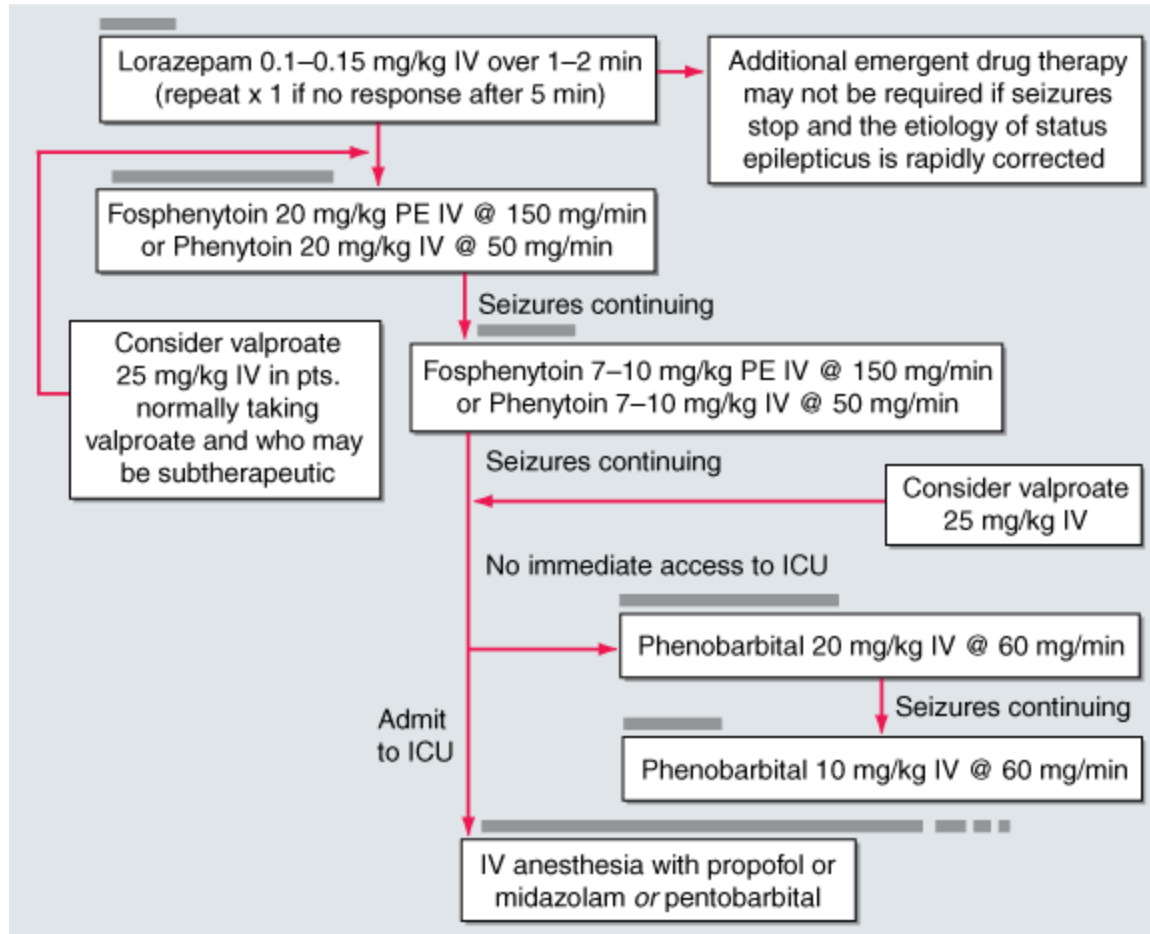 Lorazepam 0.1–0.15 mg/kg IV over 1–2 min
(repeat x 1 if no response after 5 min)
Additional emergent drug therapy
may not be required if seizures
stop and the etiology of status
epilepticus is rapidly corrected
Fosphenytoin 20 mg/kg PE IV @ 150 mg/min
or Phenytoin 20 mg/kg IV @ 50 mg/min
Seizures continuing
Consider valproate
25 mg/kg IV in pts.
normally taking
valproate and who may
be subtherapeutic
Fosphenytoin 7–10 mg/kg PE IV @ 150 mg/min
or Phenytoin 7–10 mg/kg IV @ 50 mg/min
Seizures continuing
Consider valproate
25 mg/kg IV
No immediate access to ICU
Phenobarbital 20 mg/kg IV @ 60 mg/min
Seizures continuing
Admit
to ICU
Phenobarbital 10 mg/kg IV @ 60 mg/min
IV anesthesia with propofol or
midazolam or pentobarbital